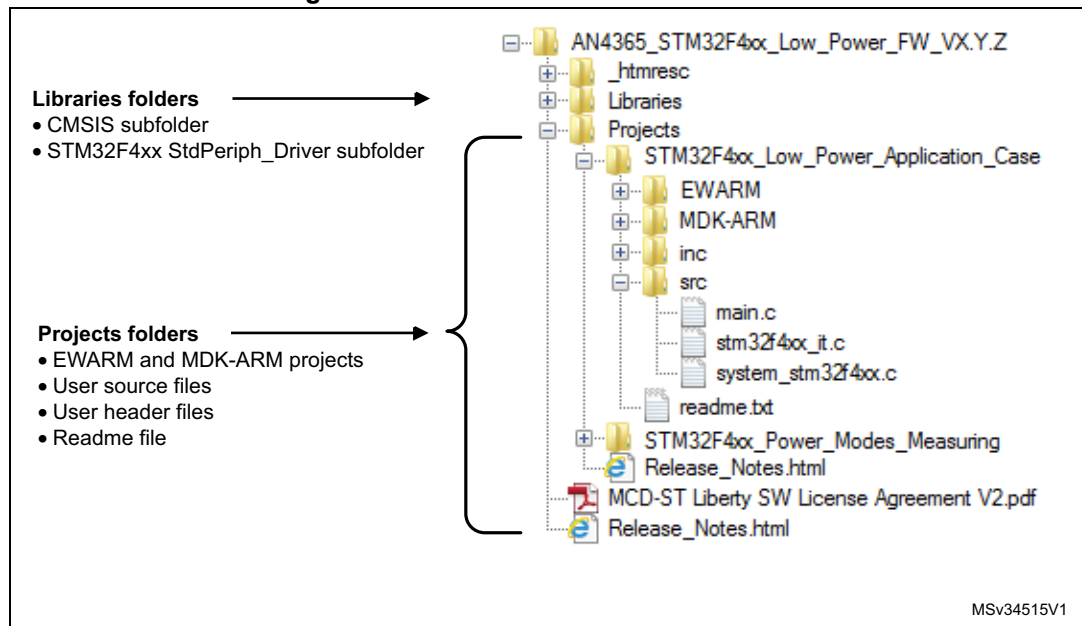 AN4365_STM32F4xx_Low_Power_FW_VX.Y.Z
_htmresc
Libraries
Projects
STM32F4xx_Low_Power_Application_Case
EWARM
MDK-ARM
inc
src
main.c
stm32f4xx_it.c
system_stm32f4xx.c
readme.txt
STM32F4xx_Power_Modes_Measuring
Release_Notes.html
MCD-ST Liberty SW License Agreement V2.pdf
Release_Notes.html
Libraries folders
• CMSIS subfolder
• STM32F4xx StdPeriph_Driver subfolder
Projects folders
• EWARM and MDK-ARM projects
• User source files
• User header files
• Readme file
MSv34515V1